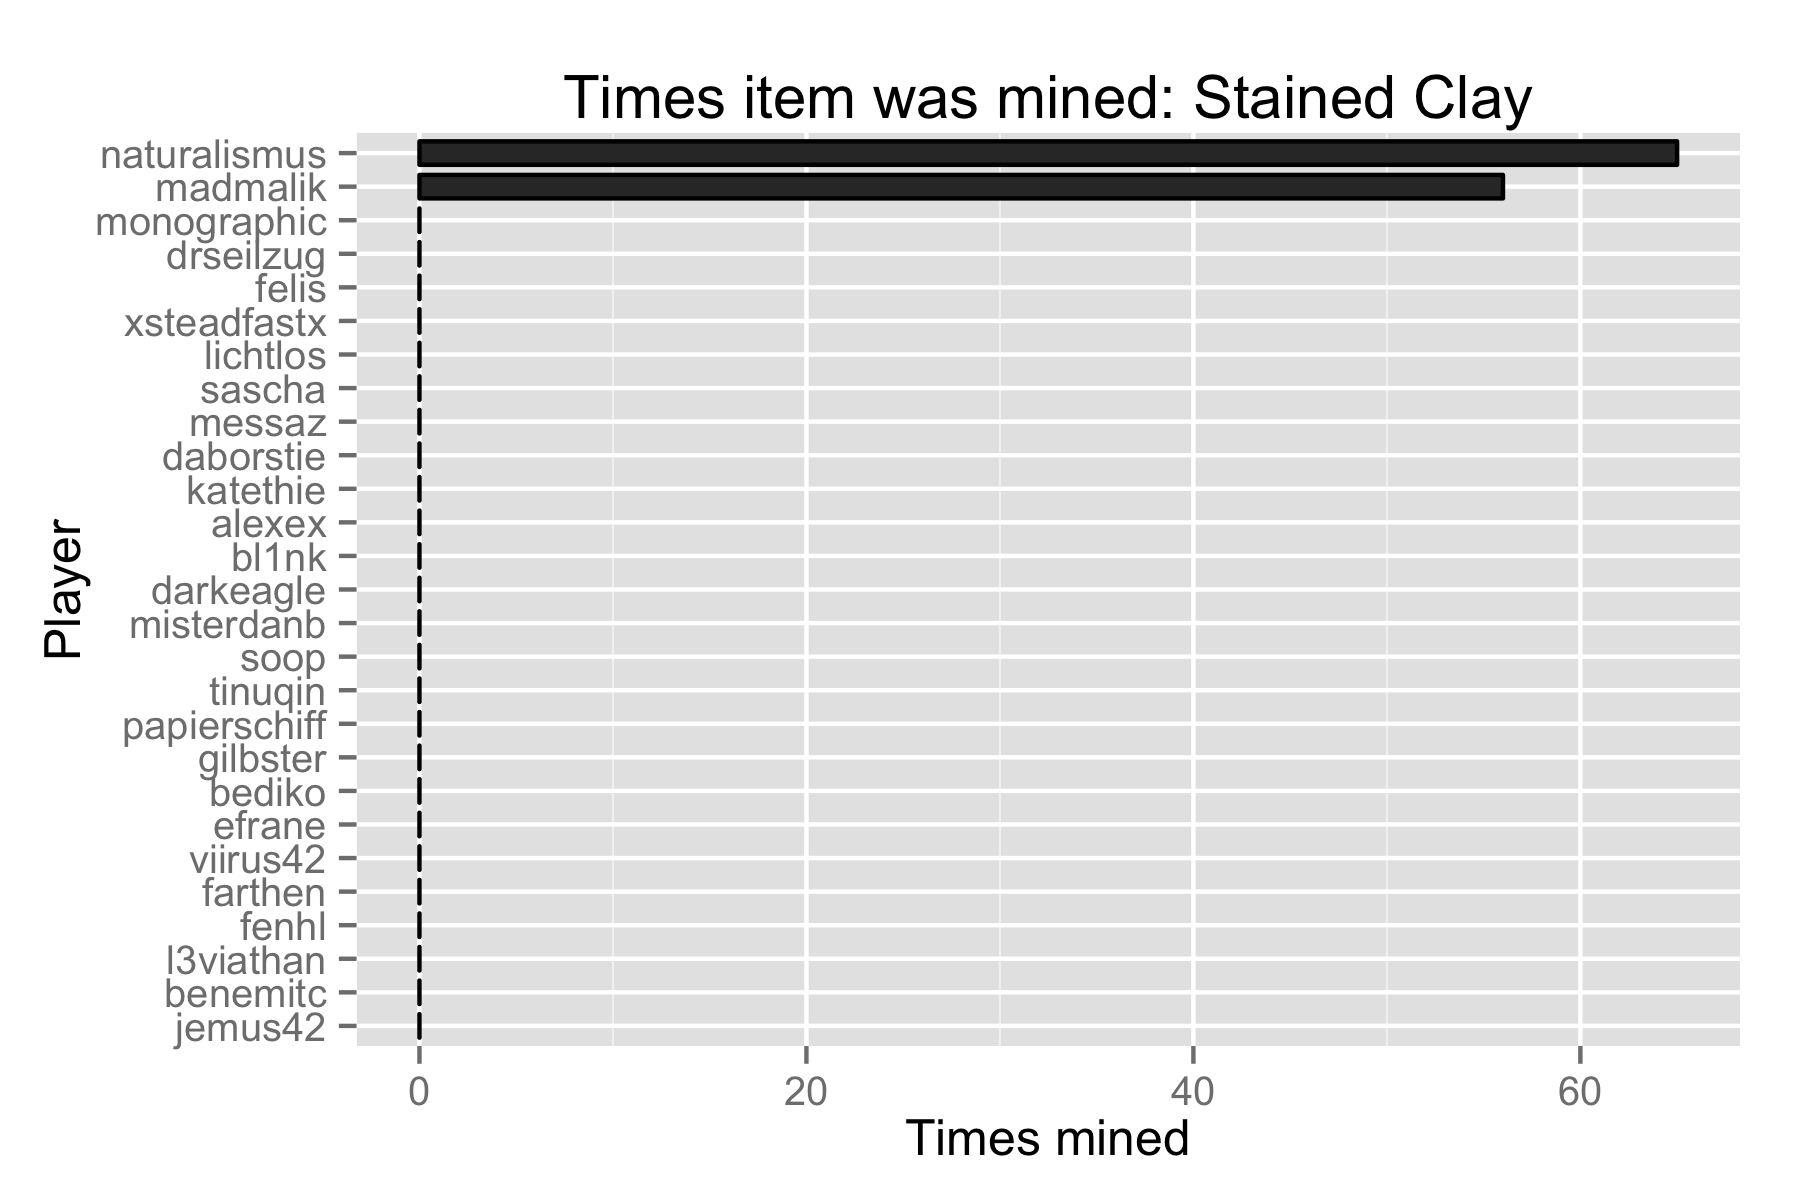 Times item was mined: Stained Clay
naturalismus
madmalik
monographic
drseilzug
felis
xsteadfastx
lichtlos
sascha
messaz
daborstie
katethie
alexex
bl1nk
darkeagle
misterdanb
soop
tinuqin
papierschiff
gilbster
bediko
efrane
viirus42
farthen
fenhl
l3viathan
benemitc
jemus42
Player
0 20 40 60
Times mined